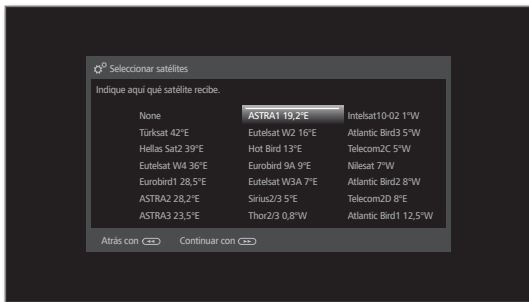 Seleccionar satélites
Indique aquí qué satélite recibe.
None
ASTRA1 19,2°E
Intelsat10-02 1°W
Türksat 42°E
Eutelsat W2 16°E
Atlantic Bird3 5°W
Hellas Sat2 39°E
Hot Bird 13°E
Telecom2C 5°W
Eutelsat W4 36°E
Eurobird 9A 9°E
Nilesat 7°W
Eurobird1 28,5°E
Eutelsat W3A 7°E
Atlantic Bird2 8°W
ASTRA2 28,2°E
Sirius2/3 5°E
Telecom2D 8°E
ASTRA3 23,5°E
Thor2/3 0,8°W
Atlantic Bird1 12,5°W
Atrás con Continuar con